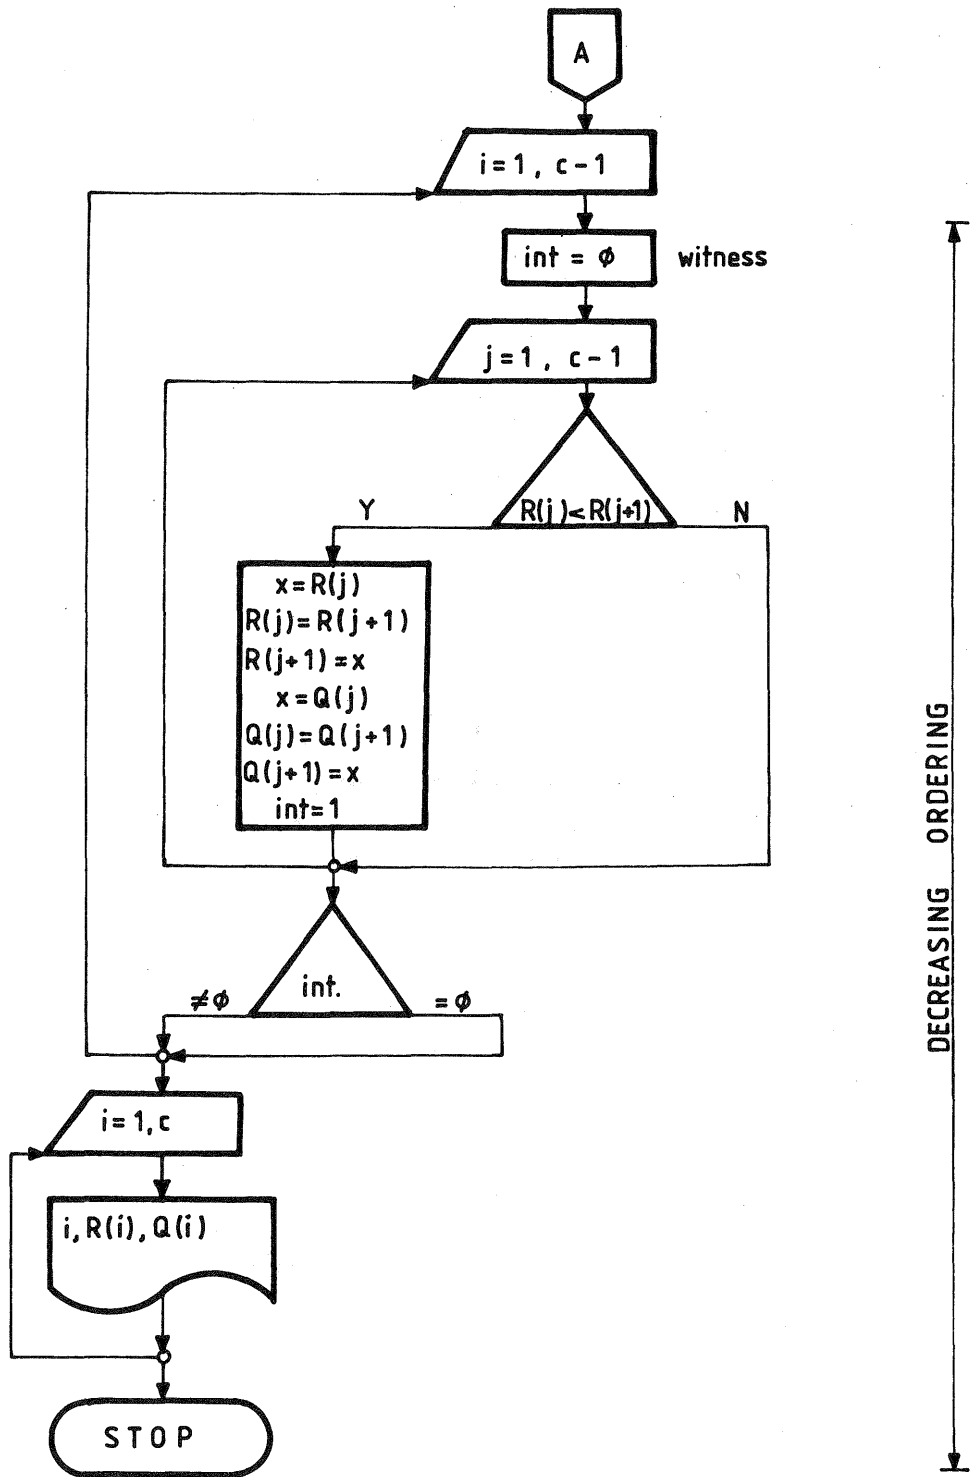 A
i=1, c-1
int = ϕ
witness
j=1, c-1
R(j)<R(j+1)
Y
N
x=R(j)
R(j)=R(j+1)
R(j+1)=x
x=Q(j)
Q(j)=Q(j+1)
Q(j+1)=x
int=1
int.
≠ϕ
=ϕ
i=1,c
i,R(i),Q(i)
STOP
DECREASING ORDERING